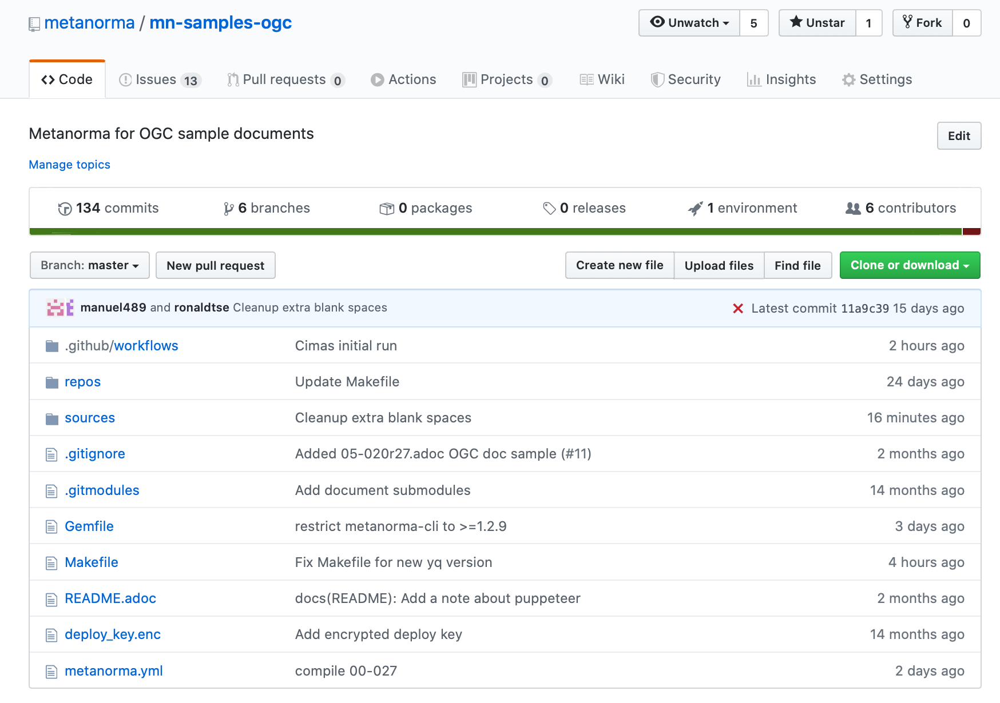 metanorma / mn-samples-ogc Unwatch 5 Unstar 1 Fork 0
Code Issues 13 Pull requests 0 Actions Projects 0 Wiki Security Insights Settings
Metanorma for OGC sample documents Edit
Manage topics
134 commits 6 branches 0 packages 0 releases 1 environment 6 contributors
Branch: master New pull request Create new file Upload files Find file Clone or download
manuel489 and ronaldtse Cleanup extra blank spaces Latest commit 11a9c39 15 days ago
.github/workflows Cimas initial run 2 hours ago
repos Update Makefile 24 days ago
sources Cleanup extra blank spaces 16 minutes ago
.gitignore Added 05-020r27.adoc OGC doc sample (#11) 2 months ago
.gitmodules Add document submodules 14 months ago
Gemfile restrict metanorma-cli to >=1.2.9 3 days ago
Makefile Fix Makefile for new yq version 4 hours ago
README.adoc docs(README): Add a note about puppeteer 2 months ago
deploy_key.enc Add encrypted deploy key 14 months ago
metanorma.yml compile 00-027 2 days ago